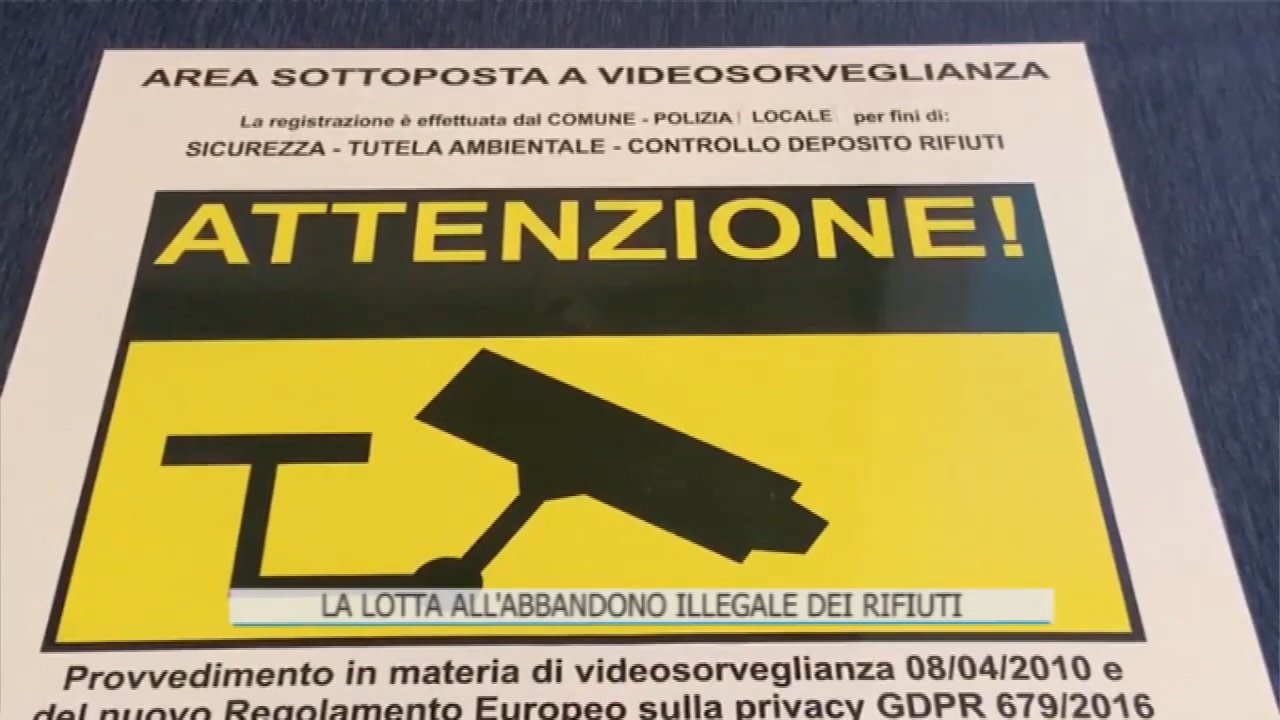 AREA SOTTOPOSTA A VIDEOSORVEGLIANZA
La registrazione è effettuata dal COMUNE - POLIZIA LOCALE per fini di:
SICUREZZA - TUTELA AMBIENTALE - CONTROLLO DEPOSITO RIFIUTI
ATTENZIONE!
LA LOTTA ALL'ABBANDONO ILLEGALE DEI RIFIUTI
Provvedimento in materia di videosorveglianza 08/04/2010 e
del nuovo Regolamento Europeo sulla privacy GDPR 679/2016